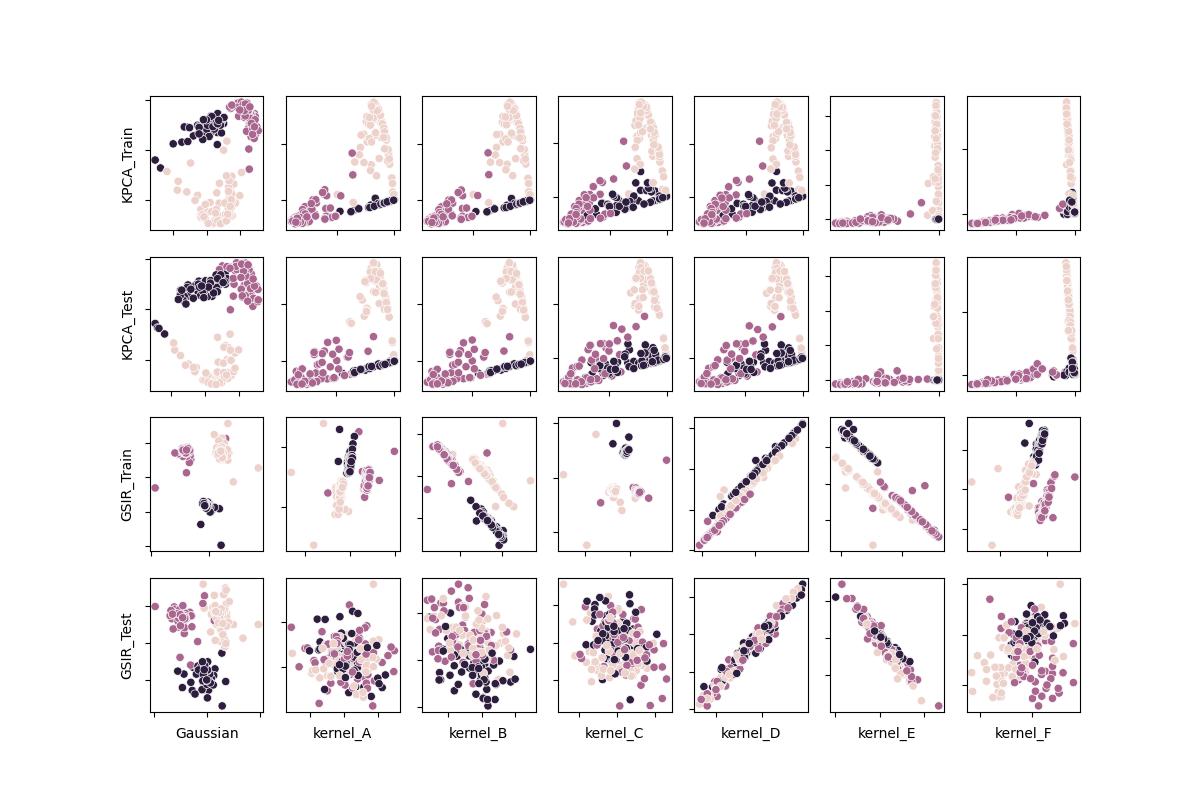 KPCA_Train
KPCA_Test
GSIR_Train
GSIR_Test
Gaussian kernel_A kernel_B kernel_C kernel_D kernel_E kernel_F